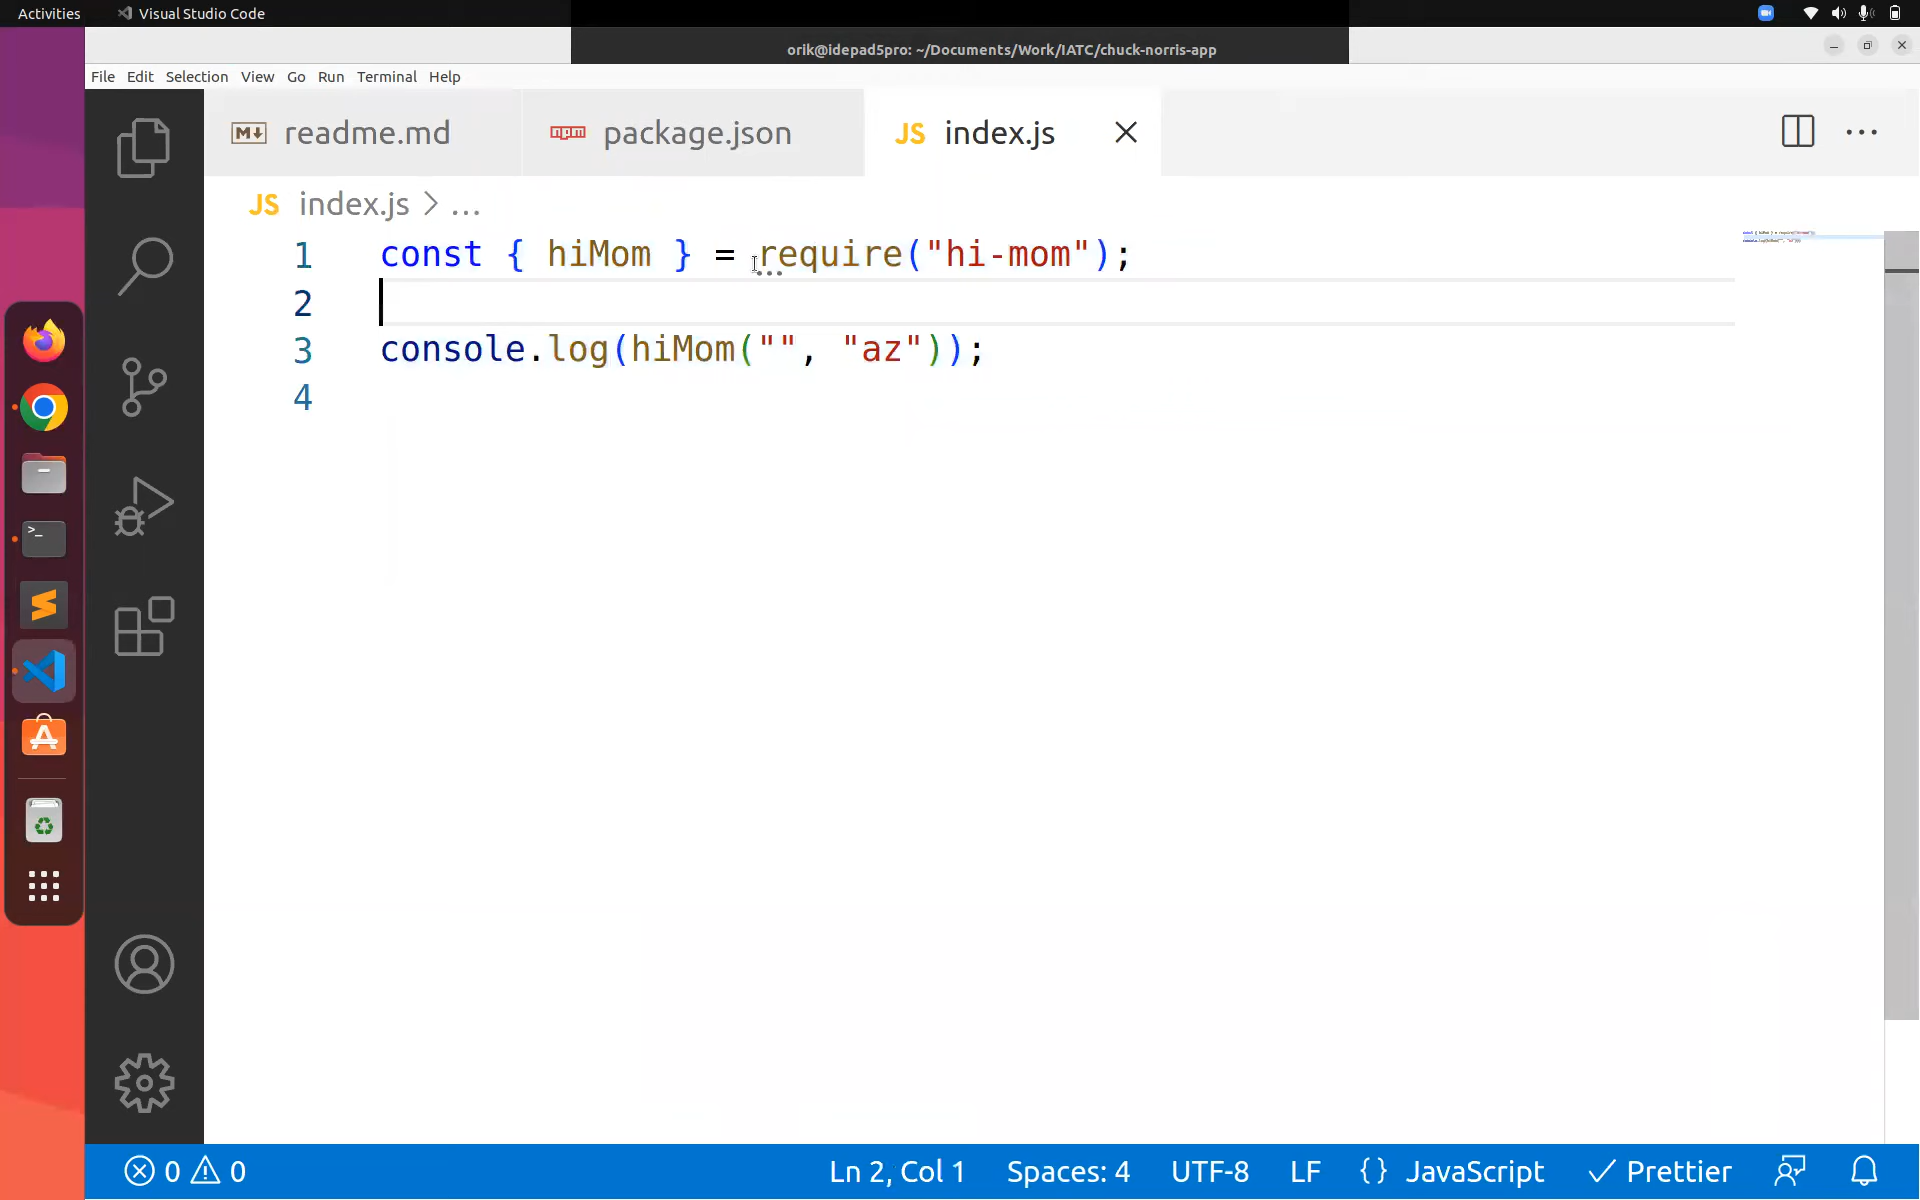 Activities
Visual Studio Code
orik@idepad5pro: ~/Documents/Work/IATC/chuck-norris-app
File Edit Selection View Go Run Terminal Help
readme.md
package.json
JS index.js
JS index.js > ...
1 const { hiMom } = require("hi-mom");
2
3 console.log(hiMom("", "az"));
4
0 0
Ln 2, Col 1
Spaces: 4
UTF-8
LF
{ } JavaScript
Prettier